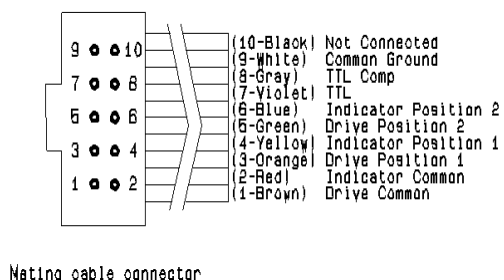 9 10
7 8
5 6
3 4
1 2
(10-Black) Not Connected
(9-White) Common Ground
(8-Gray) TTL Comp
(7-Violet) TTL
(6-Blue) Indicator Position 2
(5-Green) Drive Position 2
(4-Yellow) Indicator Position 1
(3-Orange) Drive Position 1
(2-Red) Indicator Common
(1-Brown) Drive Common
Mating cable connector